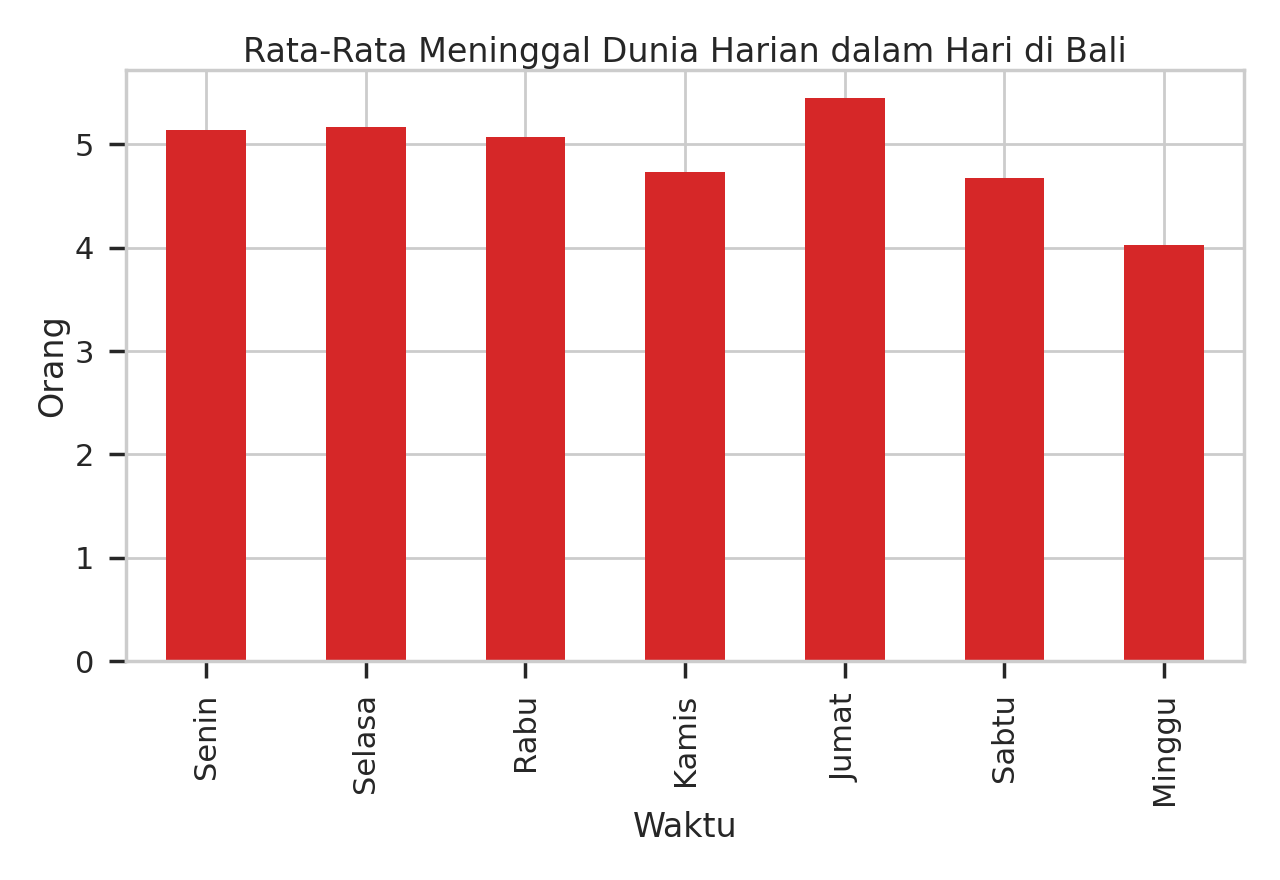 Rata-Rata Meninggal Dunia Harian dalam Hari di Bali
Orang
5
4
3
2
1
0
Senin
Selasa
Rabu
Kamis
Jumat
Sabtu
Minggu
Waktu